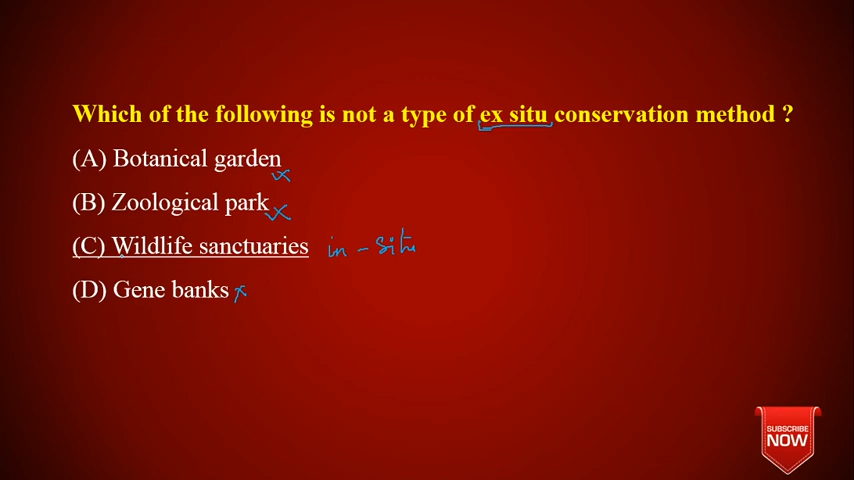 Which of the following is not a type of ex situ conservation method ?
(A) Botanical garden
(B) Zoological park
(C) Wildlife sanctuaries in - situ
(D) Gene banks
SUBSCRIBE
NOW